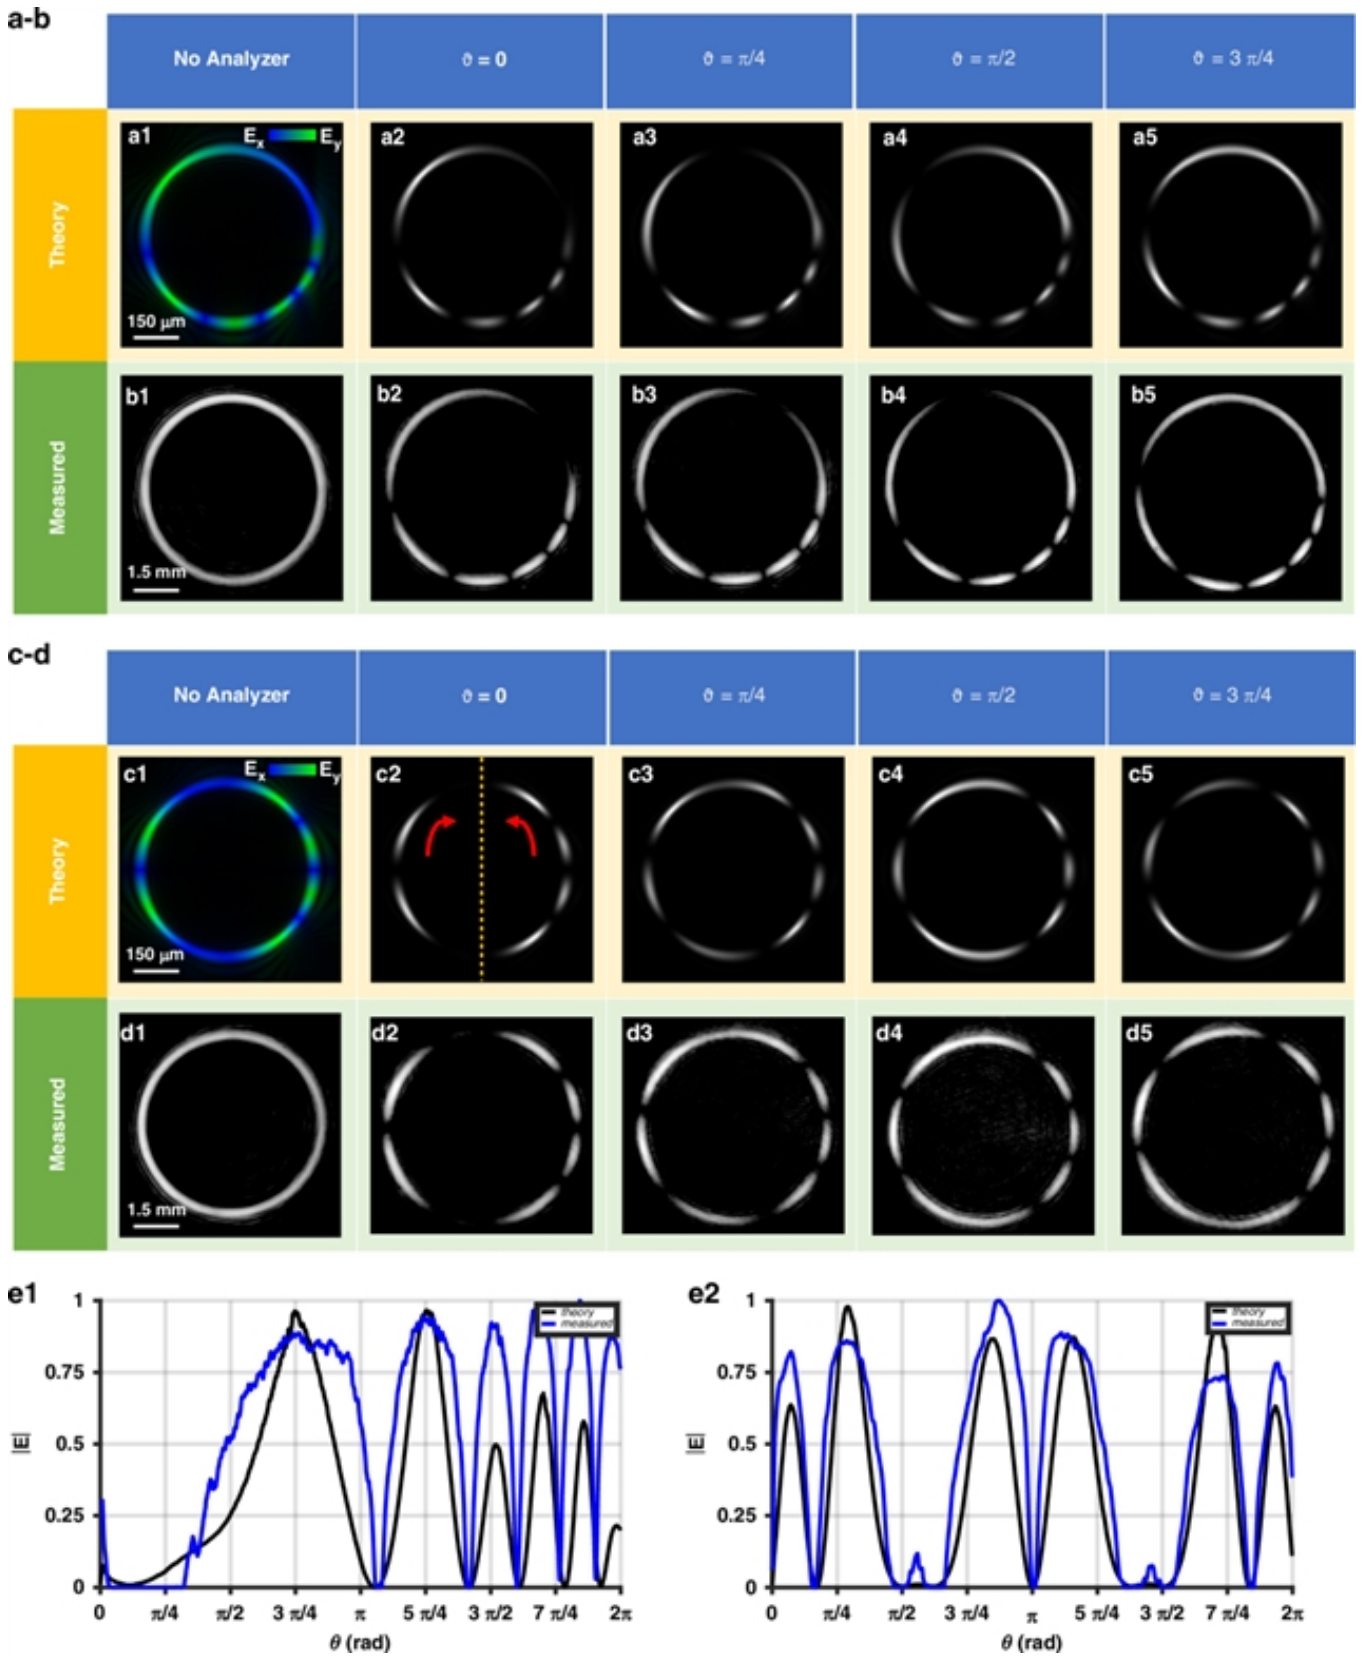 a-b
No Analyzer
ϑ = 0
ϑ = π/4
ϑ = π/2
ϑ = 3 π/4
Theory
a1
Ex Ey
150 μm
a2
a3
a4
a5
Measured
b1
1.5 mm
b2
b3
b4
b5
c-d
No Analyzer
ϑ = 0
ϑ = π/4
ϑ = π/2
ϑ = 3 π/4
Theory
c1
Ex Ey
150 μm
c2
c3
c4
c5
Measured
d1
1.5 mm
d2
d3
d4
d5
e1
1
0.75
0.5
0.25
0
|E|
theory
measured
0 π/4 π/2 3 π/4 π 5 π/4 3 π/2 7 π/4 2π
θ (rad)
e2
1
0.75
0.5
0.25
0
|E|
theory
measured
0 π/4 π/2 3 π/4 π 5 π/4 3 π/2 7 π/4 2π
θ (rad)